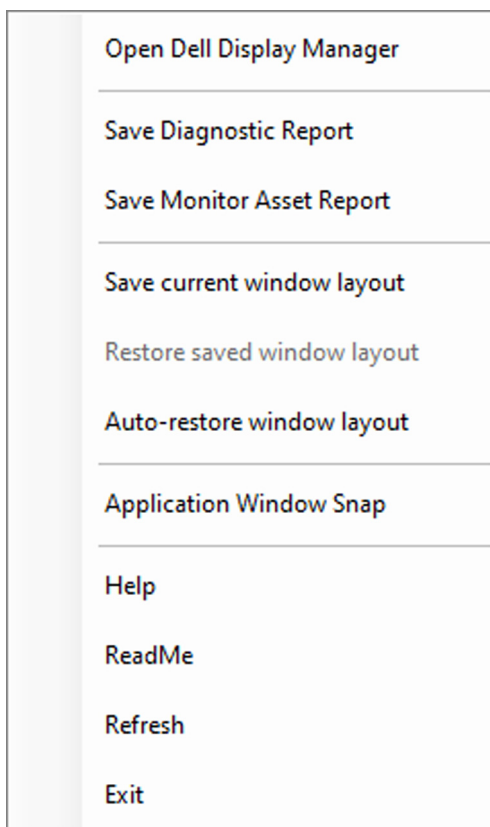 Open Dell Display Manager
Save Diagnostic Report
Save Monitor Asset Report
Save current window layout
Restore saved window layout
Auto-restore window layout
Application Window Snap
Help
ReadMe
Refresh
Exit